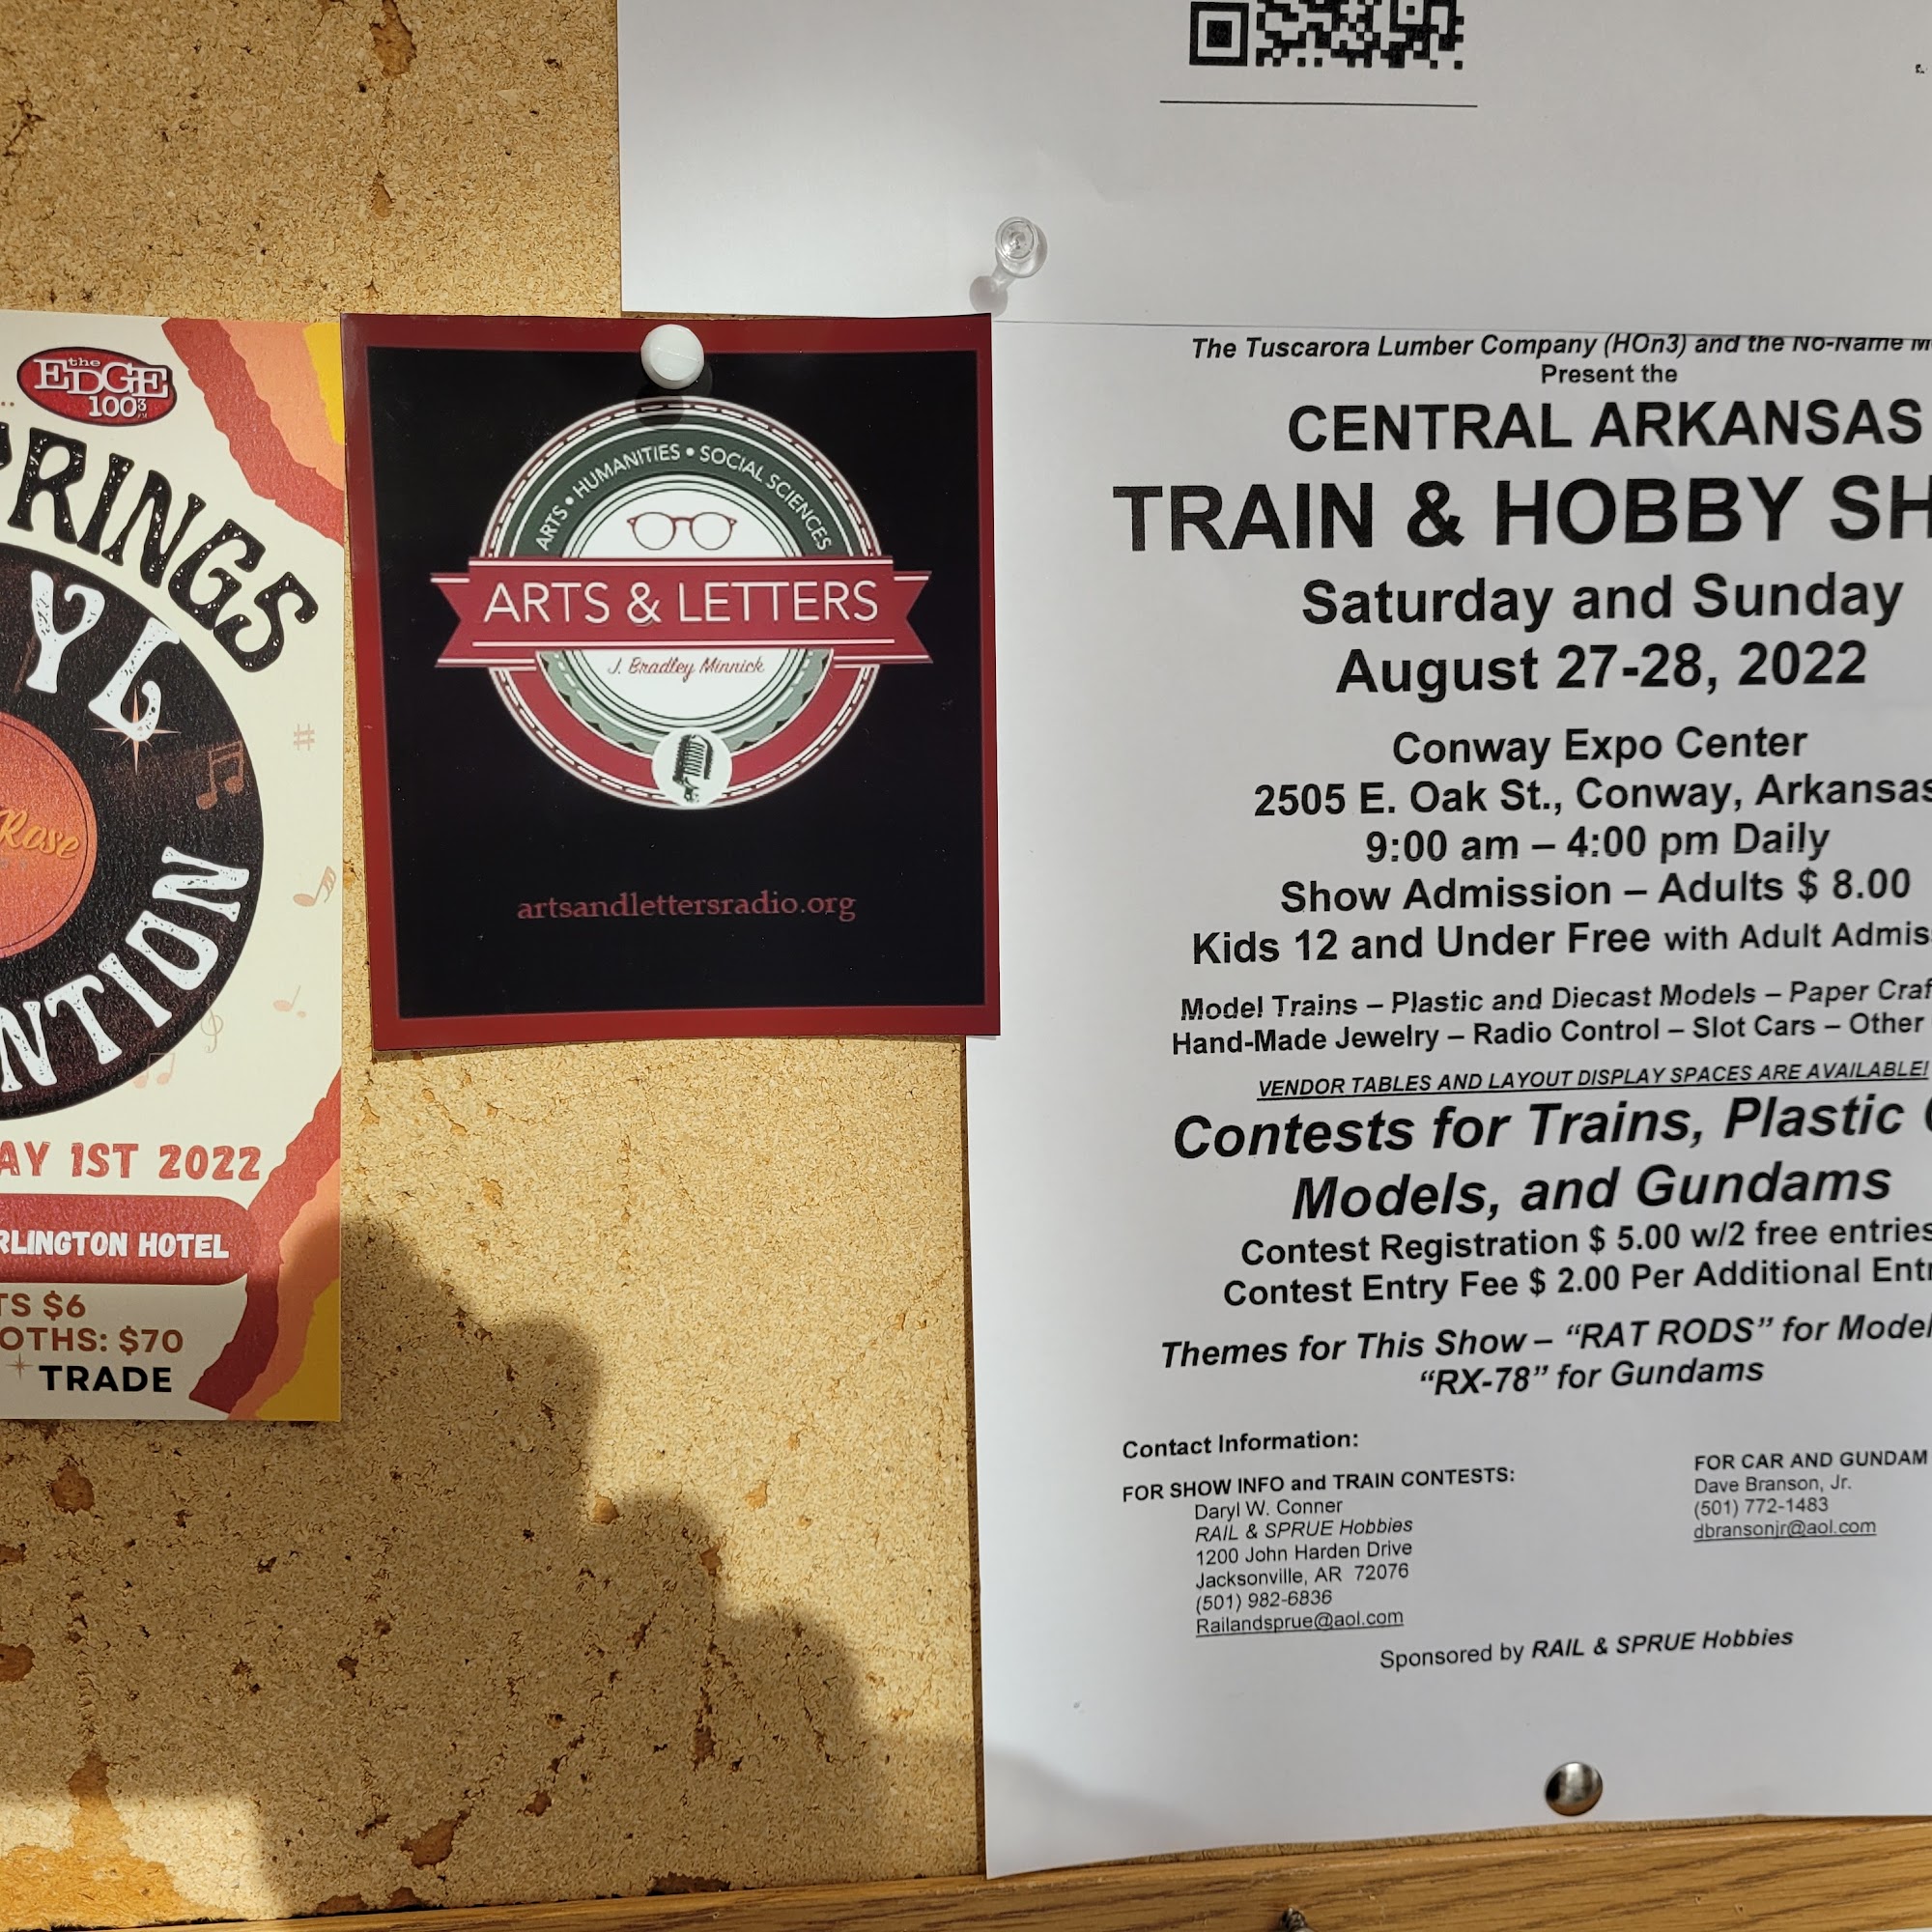 the
EDGE
100.3
SPRINGS
YL
Rose
NTION
AY 1ST 2022
RLINGTON HOTEL
TS $6
OTHS: $70
TRADE
ARTS • HUMANITIES • SOCIAL SCIENCES
ARTS & LETTERS
J. Bradley Minnick
artsandlettersradio.org
The Tuscarora Lumber Company (HOn3) and the No-Name M
Present the
CENTRAL ARKANSAS
TRAIN & HOBBY SH
Saturday and Sunday
August 27-28, 2022
Conway Expo Center
2505 E. Oak St., Conway, Arkansas
9:00 am – 4:00 pm Daily
Show Admission – Adults $ 8.00
Kids 12 and Under Free with Adult Admis
Model Trains – Plastic and Diecast Models – Paper Craf
Hand-Made Jewelry – Radio Control – Slot Cars – Other
VENDOR TABLES AND LAYOUT DISPLAY SPACES ARE AVAILABLE!
Contests for Trains, Plastic
Models, and Gundams
Contest Registration $ 5.00 w/2 free entries
Contest Entry Fee $ 2.00 Per Additional Entr
Themes for This Show – “RAT RODS” for Model
“RX-78” for Gundams
Contact Information:
FOR SHOW INFO and TRAIN CONTESTS:
Daryl W. Conner
RAIL & SPRUE Hobbies
1200 John Harden Drive
Jacksonville, AR 72076
(501) 982-6836
Railandsprue@aol.com
FOR CAR AND GUNDAM
Dave Branson, Jr.
(501) 772-1483
dbransonjr@aol.com
Sponsored by RAIL & SPRUE Hobbies